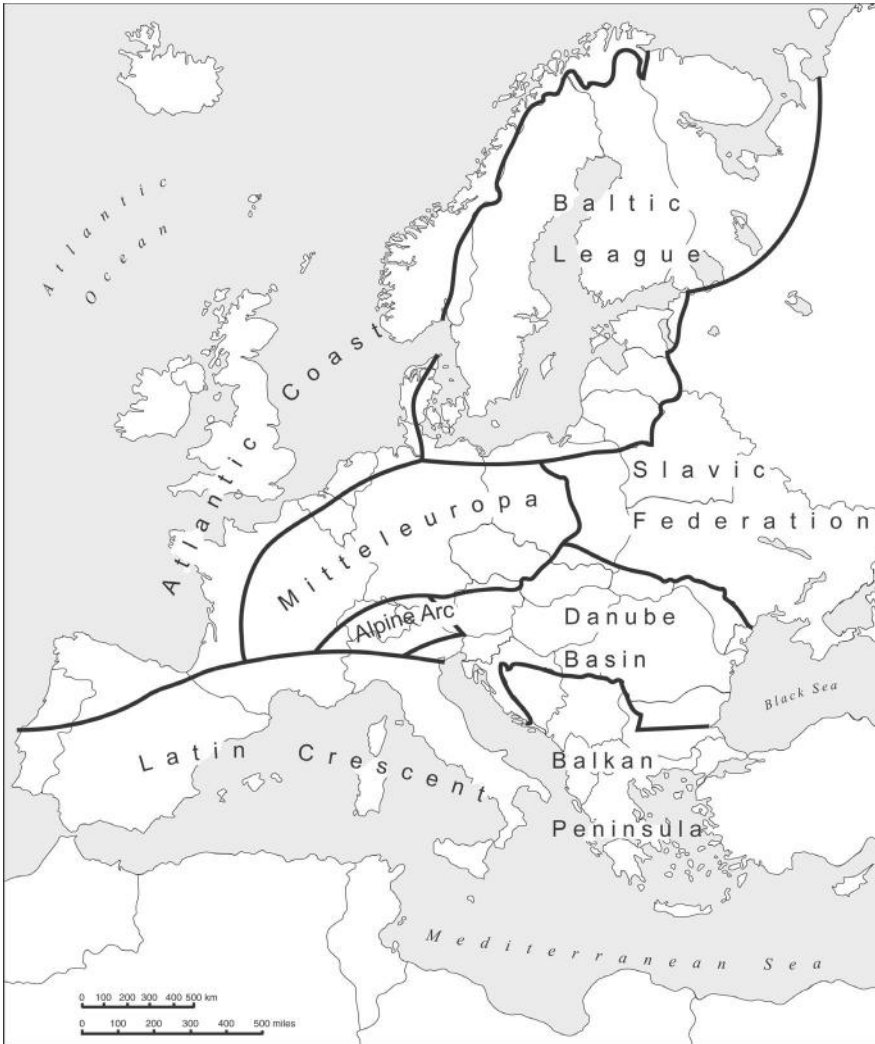 Atlantic
Ocean
Baltic
League
Atlantic Coast
Slavic
Federation
Mitteleuropa
Alpine Arc
Danube
Basin
Black Sea
Latin Crescent
Balkan
Peninsula
Mediterranean Sea
0 100 200 300 400 500 km
0 100 200 300 400 500 miles